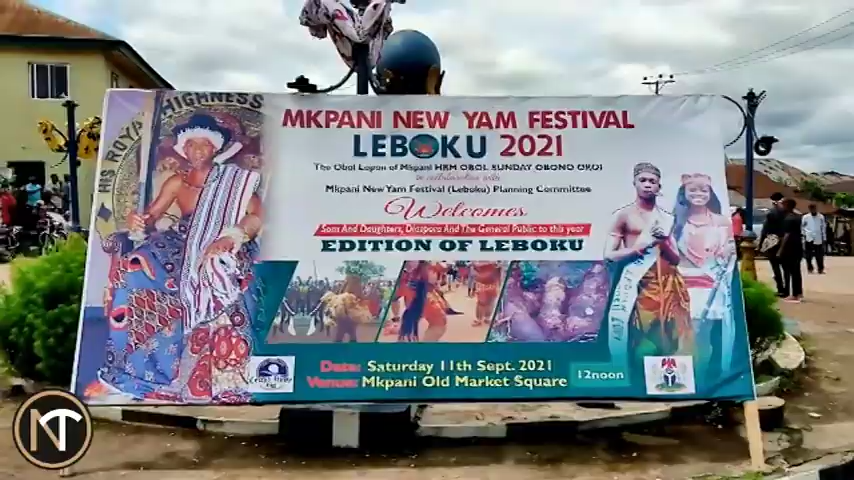 HIS ROYAL HIGHNESS
MKPANI NEW YAM FESTIVAL
LEBOKU 2021
The Obol Lopon of Mkpani HRM OBOL SUNDAY OBONO OKOI
in collaboration with
Mkpani New Yam Festival (Leboku) Planning Committee
Welcomes
Sons And Daughters, Diaspora And The General Public to this year
EDITION OF LEBOKU
Date: Saturday 11th Sept. 2021
Venue: Mkpani Old Market Square
12noon
NT